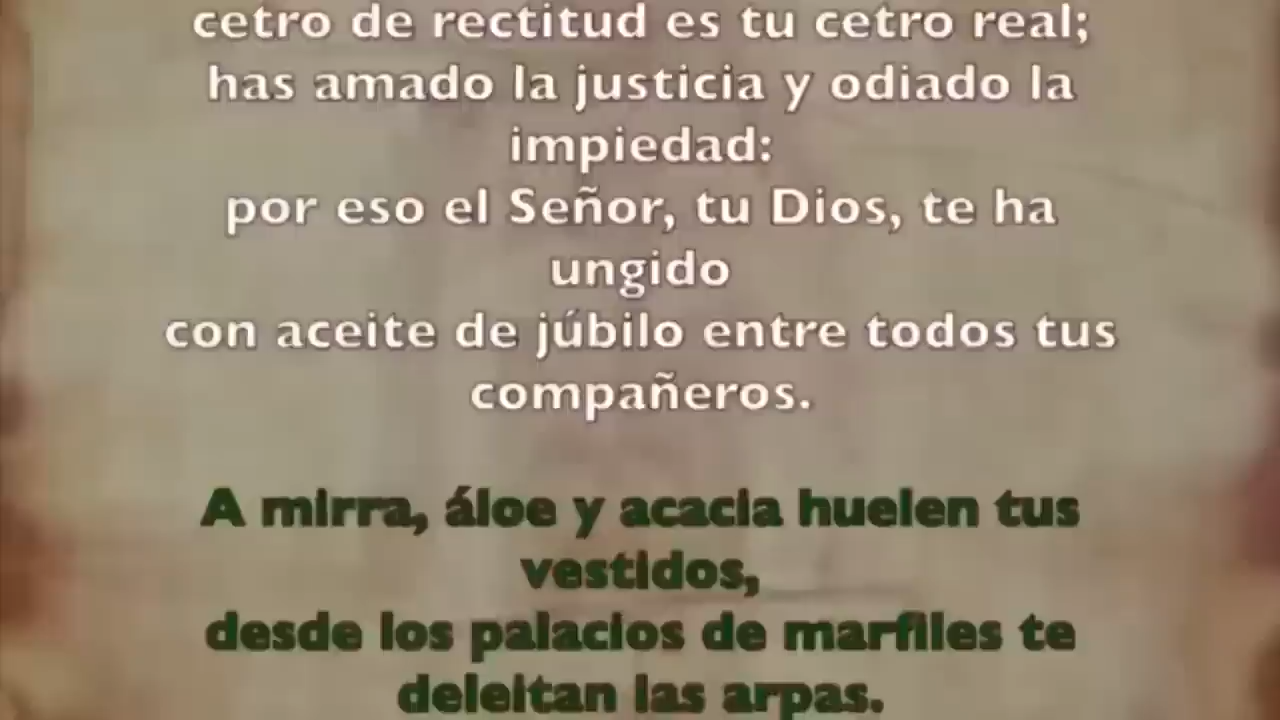 cetro de rectitud es tu cetro real;
has amado la justicia y odiado la
impiedad:
por eso el Señor, tu Dios, te ha
ungido
con aceite de júbilo entre todos tus
compañeros.
A mirra, áloe y acacia huelen tus
vestidos,
desde los palacios de marfiles te
deleitan las arpas.